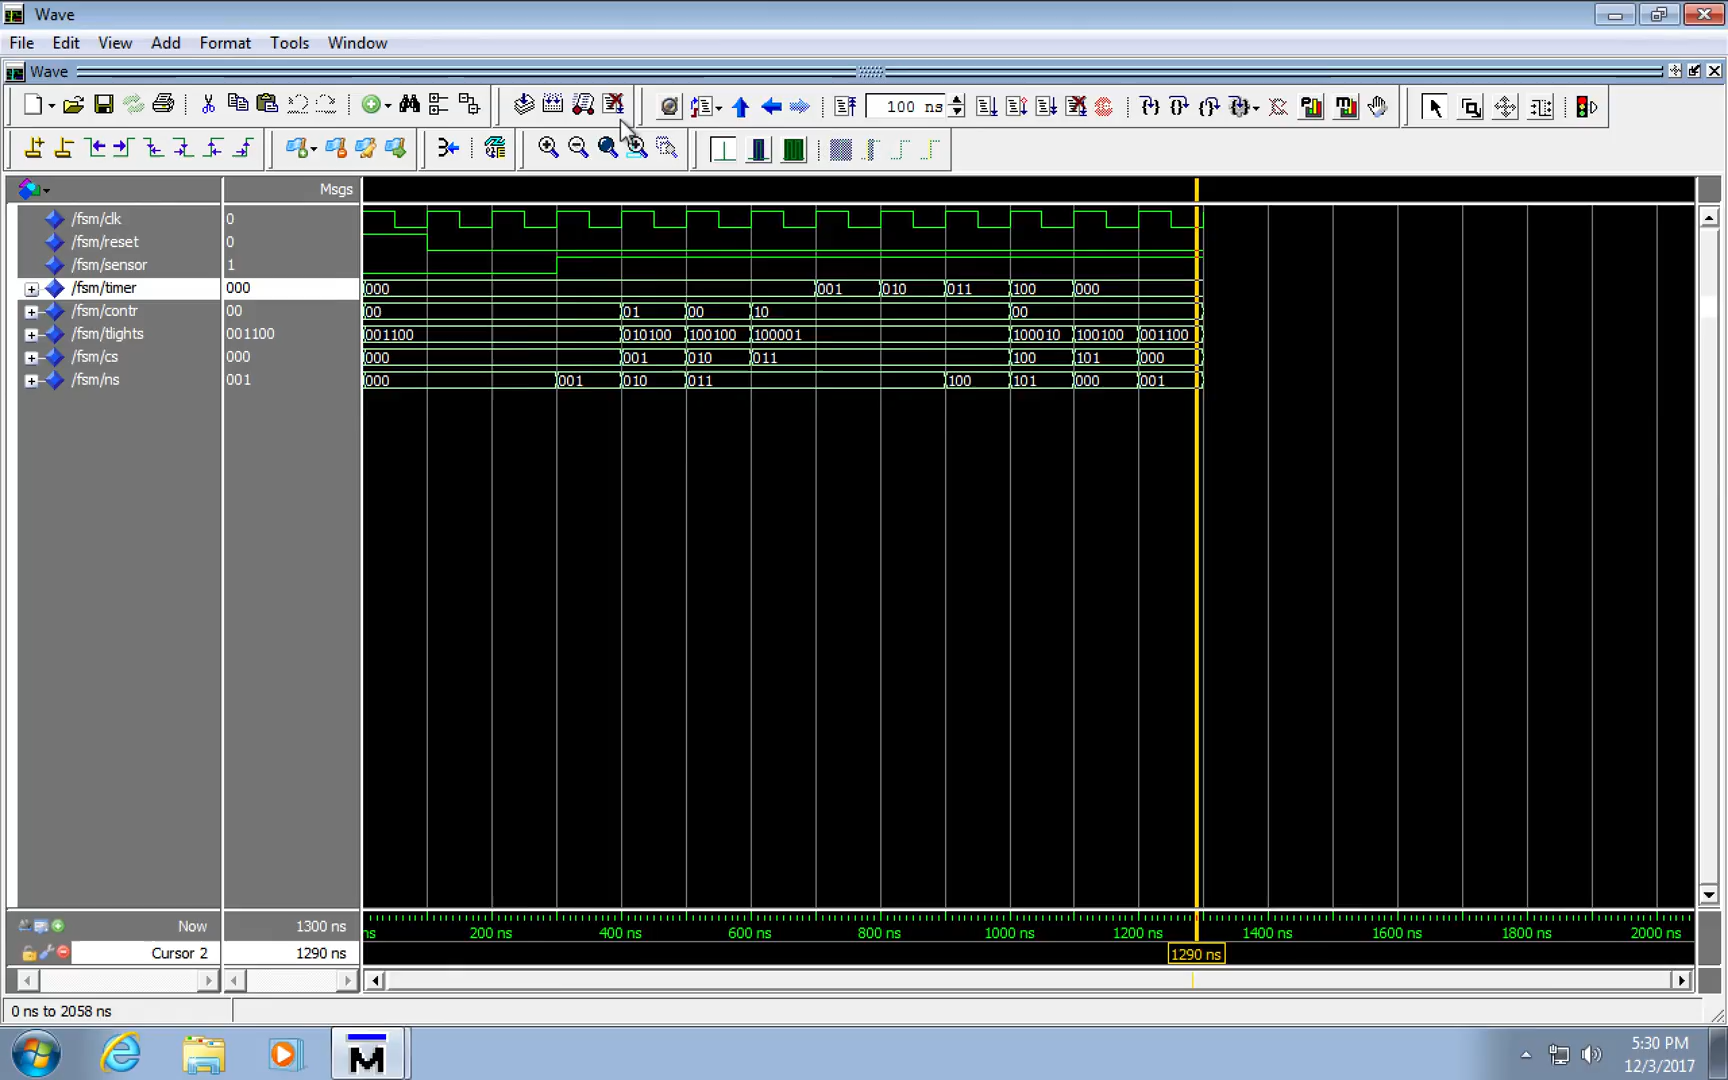 Wave
File Edit View Add Format Tools Window
Wave
100 ns
Msgs
/fsm/clk 0
/fsm/reset 0
/fsm/sensor 1
/fsm/timer 000 000 001 010 011 100 000
/fsm/contr 00 00 01 00 10 00
/fsm/tlights 001100 001100 010100 100100 100001 100010 100100 001100
/fsm/cs 000 000 001 010 011 100 101 000
/fsm/ns 001 000 001 010 011 100 101 000 001
Now 1300 ns ns 200 ns 400 ns 600 ns 800 ns 1000 ns 1200 ns 1400 ns 1600 ns 1800 ns 2000 ns
Cursor 2 1290 ns 1290 ns
0 ns to 2058 ns
M
5:30 PM
12/3/2017